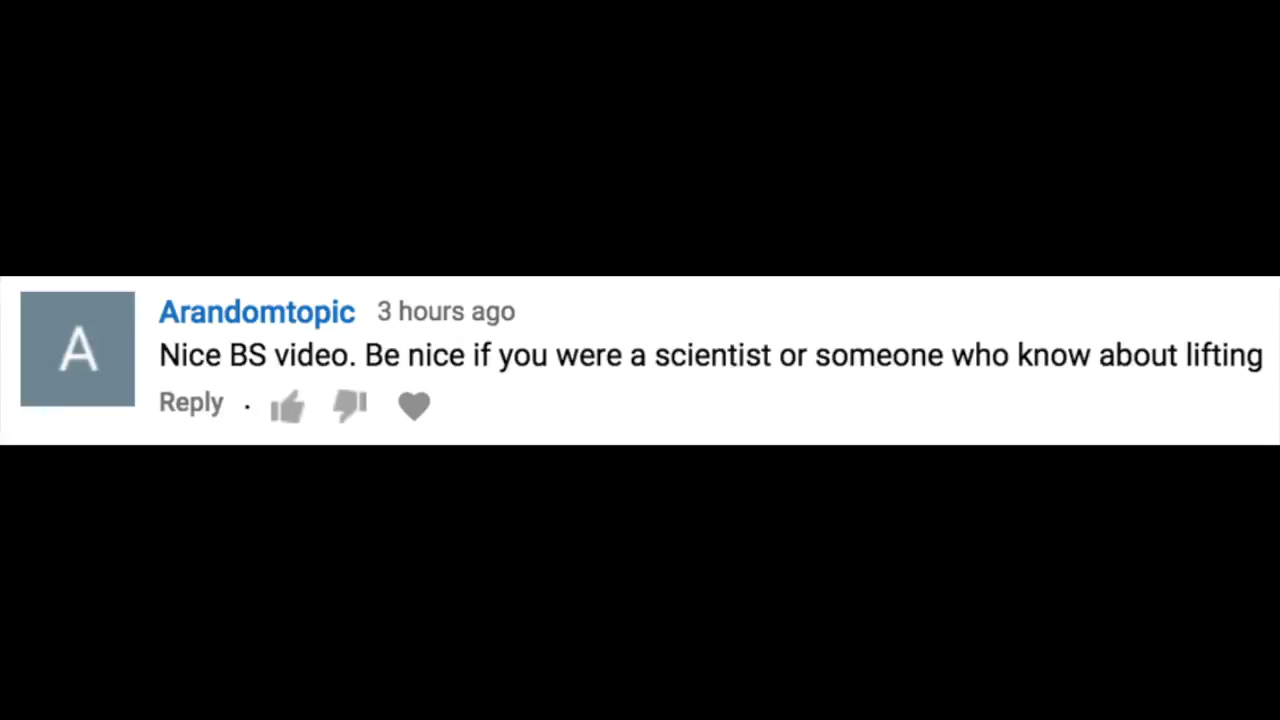 A
Arandomtopic 3 hours ago
Nice BS video. Be nice if you were a scientist or someone who know about lifting
Reply ·